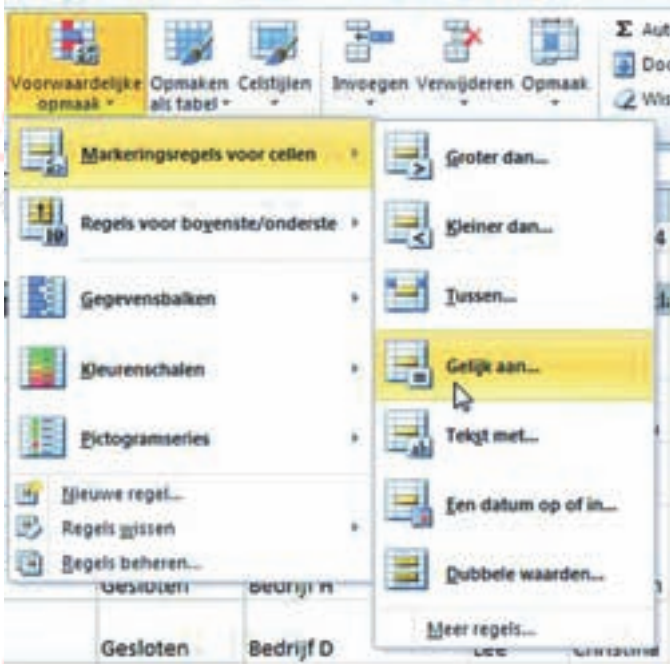 Σ Aut
Voorwaardelijke Opmaken Celstijlen Invoegen Verwijderen Opmaak
opmaak als tabel
Markeringsregels voor cellen
Regels voor bovenste/onderste
Gegevensbalken
Kleurenschalen
Pictogramseries
Nieuwe regel...
Regels wissen
Regels beheren...
Groter dan...
Kleiner dan...
Tussen...
Gelijk aan...
Tekst met...
Een datum op of in...
Dubbele waarden...
Meer regels...
Gesloten Bedrijf H
Gesloten Bedrijf D Lee Christina